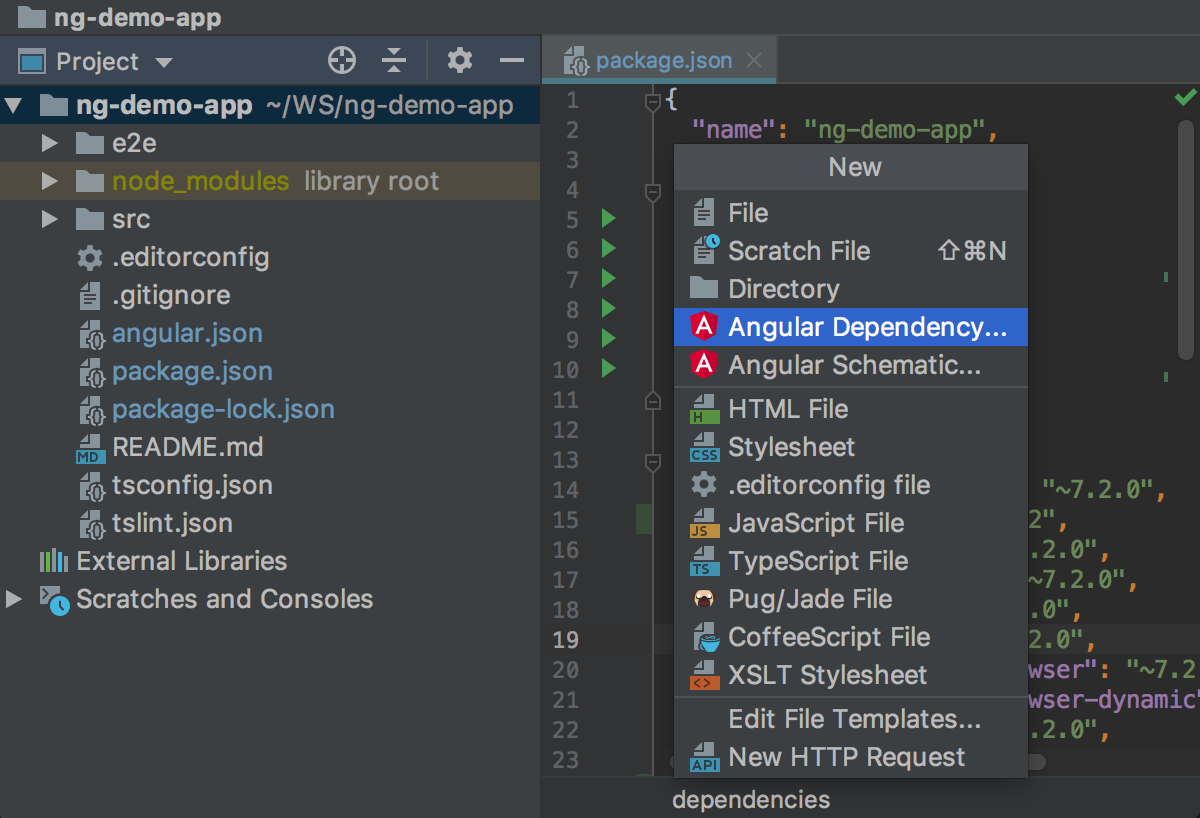 ng-demo-app
Project
package.json
ng-demo-app ~/WS/ng-demo-app
e2e
node_modules library root
src
.editorconfig
.gitignore
angular.json
package.json
package-lock.json
MD README.md
tsconfig.json
tslint.json
External Libraries
Scratches and Consoles
1 {
2 "name": "ng-demo-app",
3
4
5
6
7
8
9
10
11
12
13
14 "~7.2.0",
15 2",
16 .2.0",
17 ~7.2.0",
18 .0",
19 2.0",
20 wser": "~7.2
21 wser-dynamic"
22 .2.0",
23
New
File
Scratch File ⇧⌘N
Directory
Angular Dependency...
Angular Schematic...
H HTML File
CSS Stylesheet
.editorconfig file
JS JavaScript File
TS TypeScript File
Pug/Jade File
CoffeeScript File
<> XSLT Stylesheet
Edit File Templates...
API New HTTP Request
dependencies